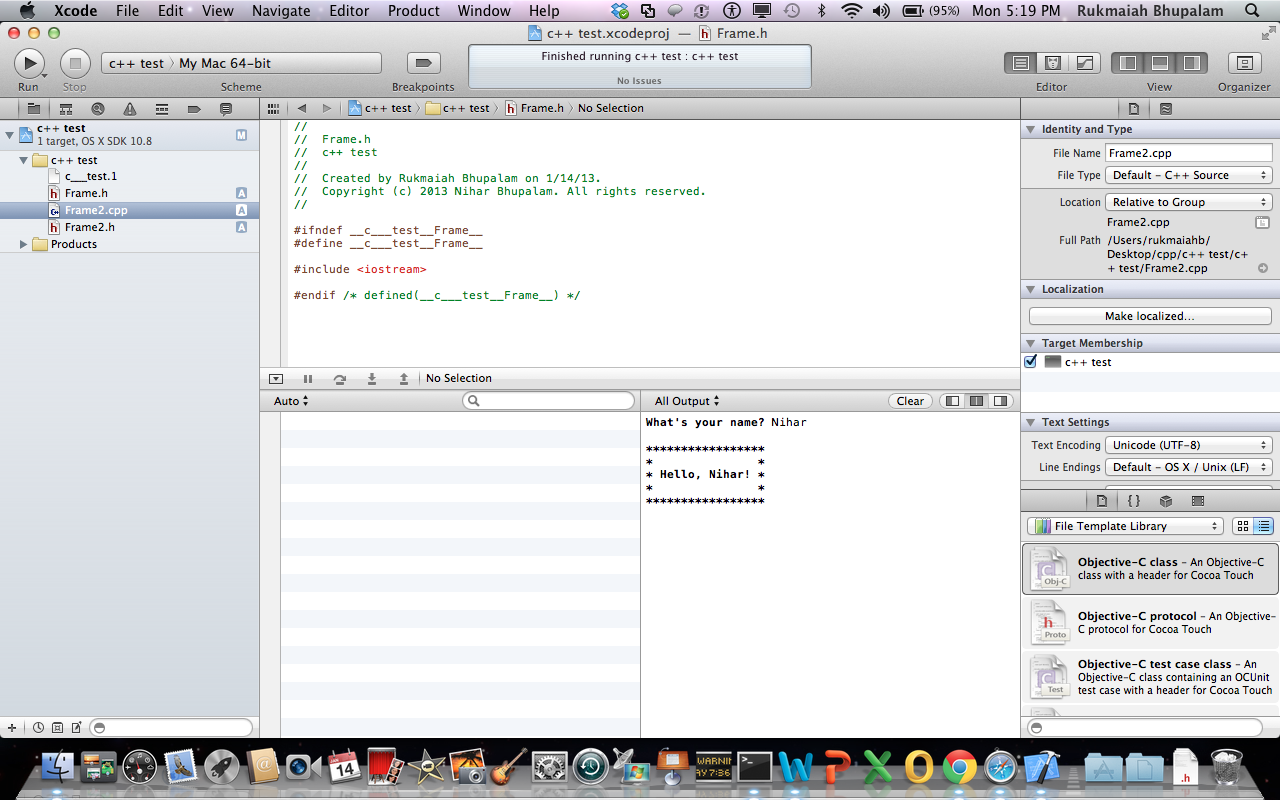 Xcode File Edit View Navigate Editor Product Window Help (95%) Mon 5:19 PM Rukmaiah Bhupalam
c++ test.xcodeproj — Frame.h
c++ test › My Mac 64-bit
Finished running c++ test : c++ test
No Issues
Run Stop Scheme Breakpoints Editor View Organizer
c++ test › c++ test › Frame.h › No Selection
c++ test M
1 target, OS X SDK 10.8
c++ test
c___test.1
Frame.h A
Frame2.cpp A
Frame2.h A
Products
//
// Frame.h
// c++ test
//
// Created by Rukmaiah Bhupalam on 1/14/13.
// Copyright (c) 2013 Nihar Bhupalam. All rights reserved.
//
#ifndef __c___test__Frame__
#define __c___test__Frame__
#include <iostream>
#endif /* defined(__c___test__Frame__) */
No Selection
Auto
All Output Clear
What's your name? Nihar
*****************
* *
* Hello, Nihar! *
* *
*****************
Identity and Type
File Name Frame2.cpp
File Type Default - C++ Source
Location Relative to Group
Frame2.cpp
Full Path /Users/rukmaiahb/
Desktop/cpp/c++ test/c+
+ test/Frame2.cpp
Localization
Make localized...
Target Membership
c++ test
Text Settings
Text Encoding Unicode (UTF-8)
Line Endings Default - OS X / Unix (LF)
{}
File Template Library
Objective-C class - An Objective-C
class with a header for Cocoa Touch
Obj-C
Objective-C protocol - An Objective-
C protocol for Cocoa Touch
Proto
Objective-C test case class - An
Objective-C class containing an OCUnit
test case with a header for Cocoa Touch
Test
JAN
14
WARNIN
AY 7:36
.h